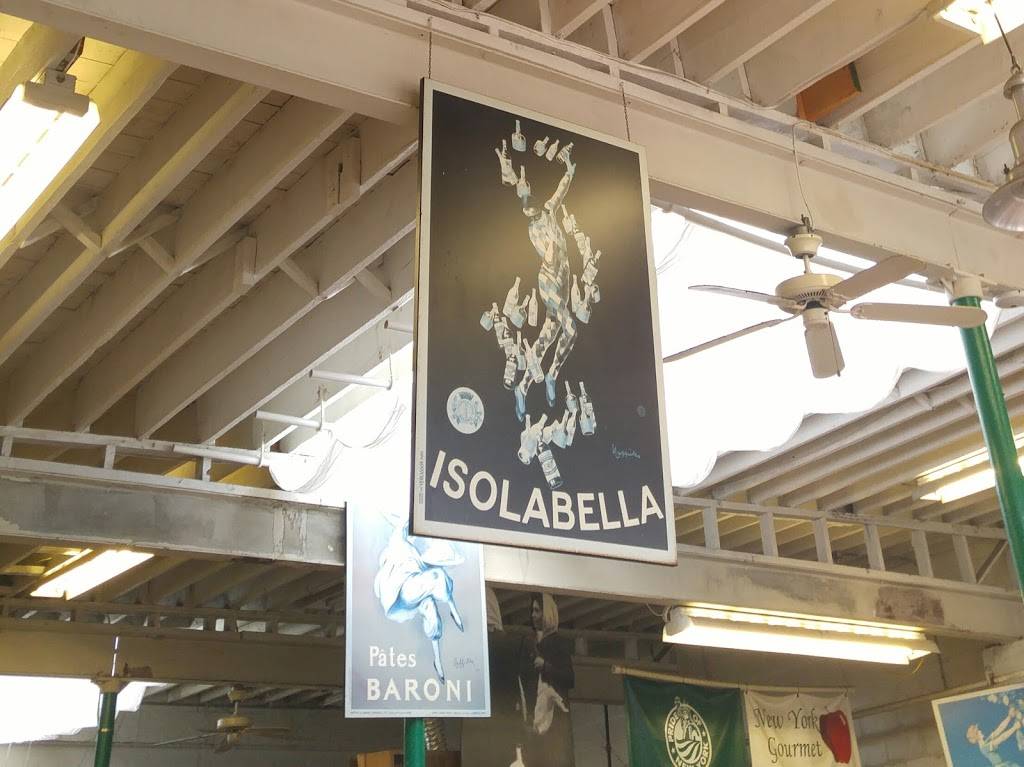 ISOLABELLA
Pâtes
BARONI
New York
Gourmet